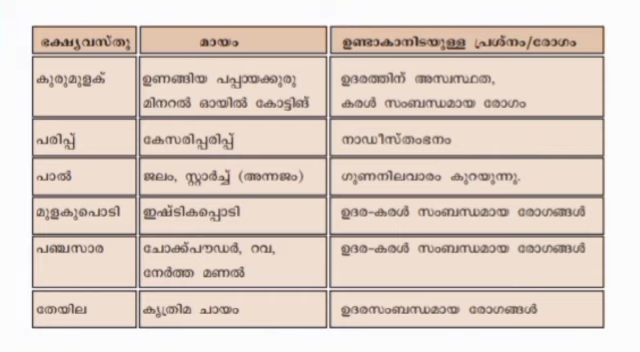 ഭക്ഷ്യവസ്തു മായം ഉണ്ടാകാനിടയുള്ള പ്രശ്നം/രോഗം
കുരുമുളക് ഉണങ്ങിയ പപ്പായക്കുരു ഉദരത്തിന് അസ്വസ്ഥത,
മിനറൽ ഓയിൽ കോട്ടിങ് കരൾ സംബന്ധമായ രോഗം
പരിപ്പ് കേസരിപ്പരിപ്പ് നാഡീസ്തംഭനം
പാൽ ജലം, സ്റ്റാർച്ച് (അന്നജം) ഗുണനിലവാരം കുറയുന്നു.
മുളകുപൊടി ഇഷ്ടികപ്പൊടി ഉദര-കരൾ സംബന്ധമായ രോഗങ്ങൾ
പഞ്ചസാര ചോക്ക്പൗഡർ, റവ, ഉദര-കരൾ സംബന്ധമായ രോഗങ്ങൾ
നേർത്ത മണൽ
തേയില കൃത്രിമ ചായം ഉദരസംബന്ധമായ രോഗങ്ങൾ